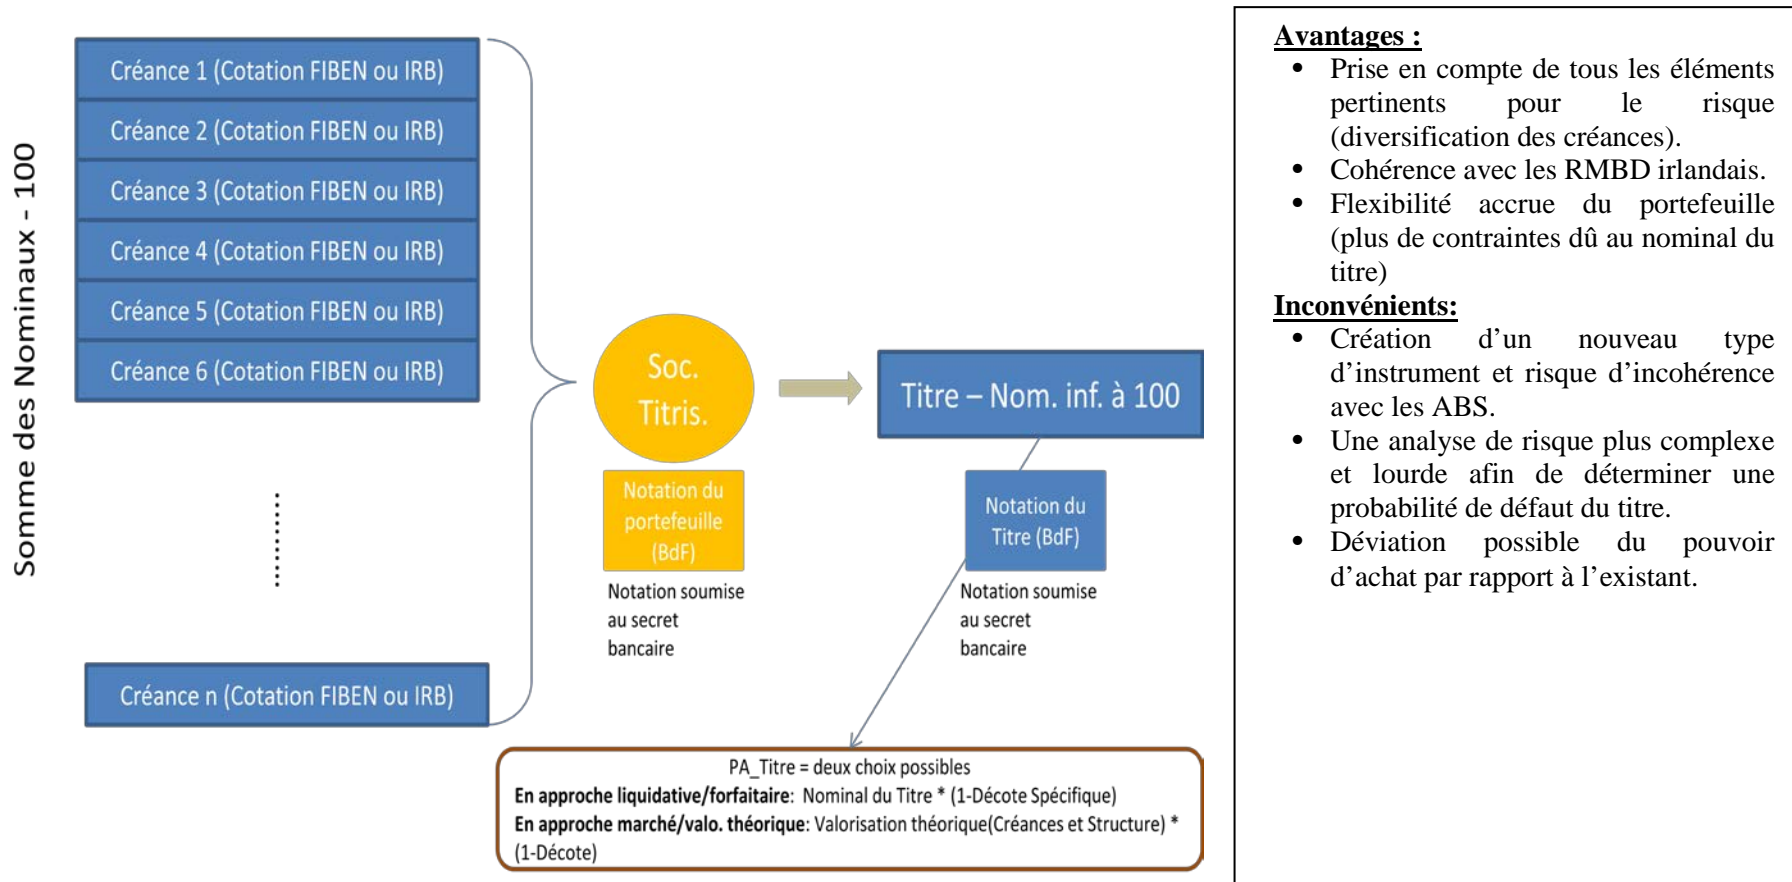 Somme des Nominaux - 100
Créance 1 (Cotation FIBEN ou IRB)
Créance 2 (Cotation FIBEN ou IRB)
Créance 3 (Cotation FIBEN ou IRB)
Créance 4 (Cotation FIBEN ou IRB)
Créance 5 (Cotation FIBEN ou IRB)
Créance 6 (Cotation FIBEN ou IRB)
Créance n (Cotation FIBEN ou IRB)
Soc.
Titris.
Notation du
portefeuille
(BdF)
Notation soumise
au secret
bancaire
Titre – Nom. inf. à 100
Notation du
Titre (BdF)
Notation soumise
au secret
bancaire
PA_Titre = deux choix possibles
En approche liquidative/forfaitaire: Nominal du Titre * (1-Décote Spécifique)
En approche marché/valo. théorique: Valorisation théorique(Créances et Structure) *
(1-Décote)
Avantages :
• Prise en compte de tous les éléments
pertinents pour le risque
(diversification des créances).
• Cohérence avec les RMBD irlandais.
• Flexibilité accrue du portefeuille
(plus de contraintes dû au nominal du
titre)
Inconvénients:
• Création d’un nouveau type
d’instrument et risque d’incohérence
avec les ABS.
• Une analyse de risque plus complexe
et lourde afin de déterminer une
probabilité de défaut du titre.
• Déviation possible du pouvoir
d’achat par rapport à l’existant.